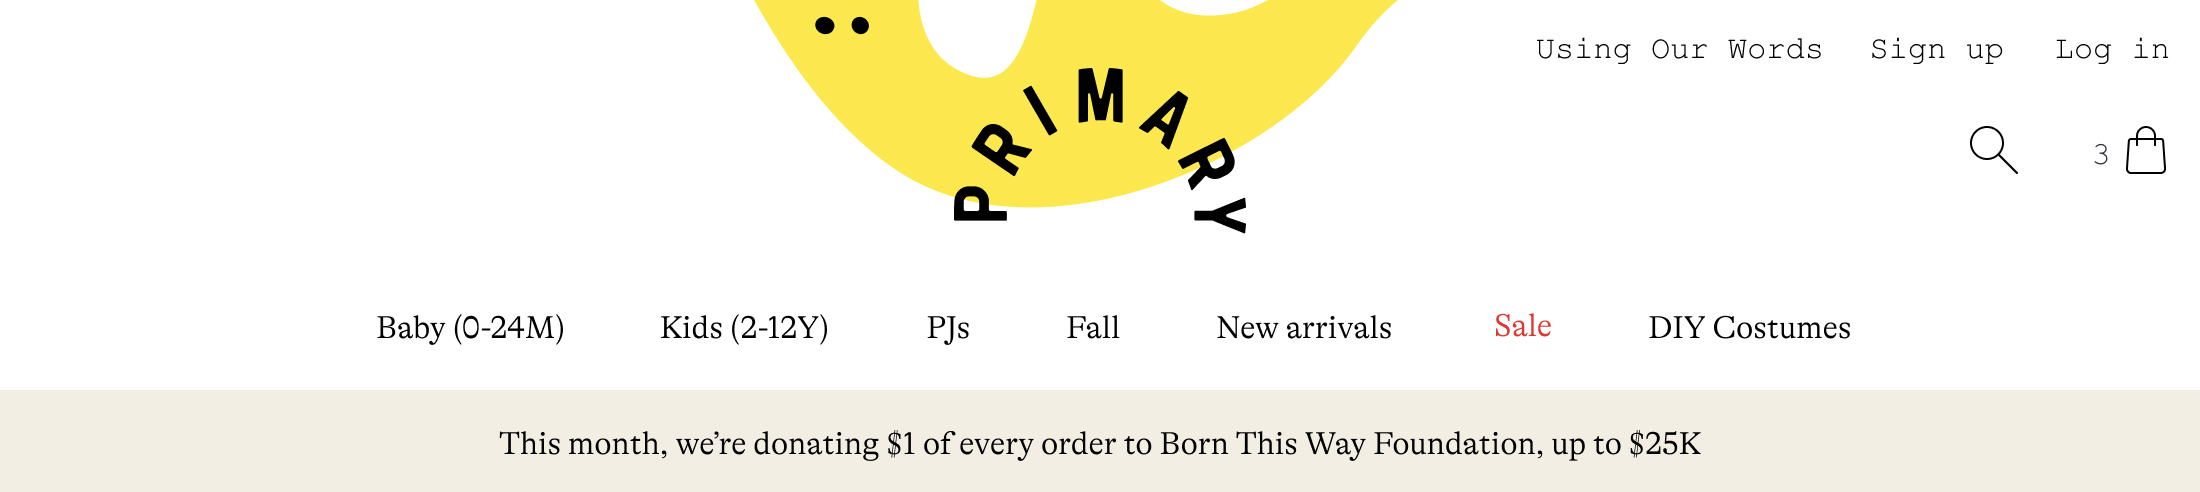 Using Our Words Sign up Log in
PRIMARY
3
Baby (0-24M) Kids (2-12Y) PJs Fall New arrivals Sale DIY Costumes
This month, we’re donating $1 of every order to Born This Way Foundation, up to $25K